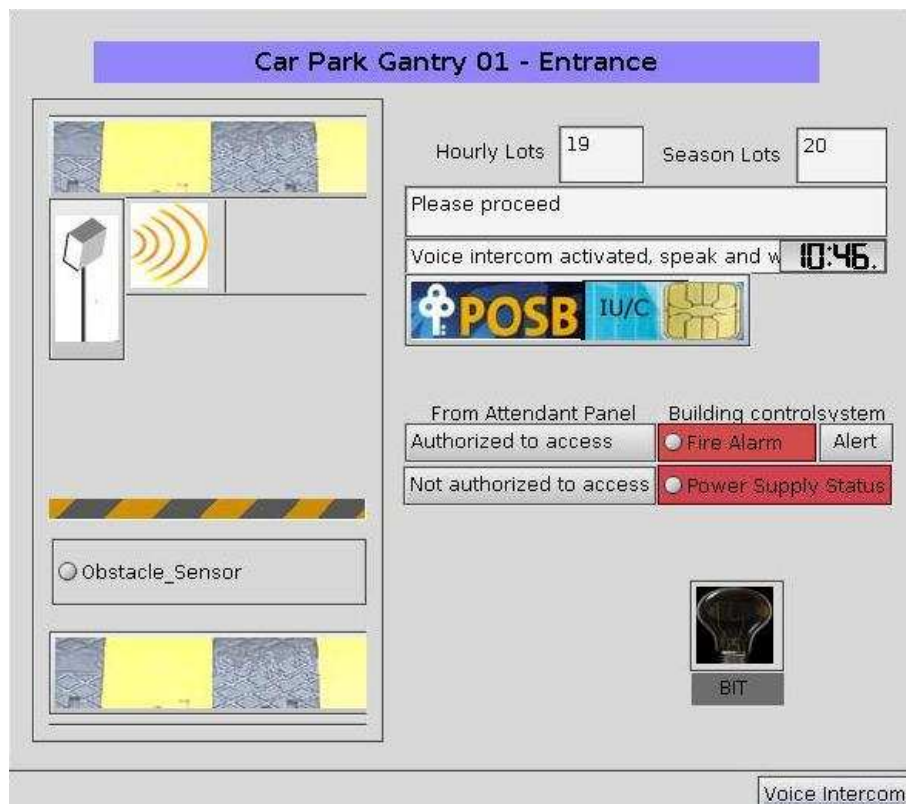 Car Park Gantry 01 - Entrance
Hourly Lots 19 Season Lots 20
Please proceed
Voice intercom activated, speak and w 10:46.
POSB IU/C
From Attendant Panel Building controlsystem
Authorized to access Fire Alarm Alert
Not authorized to access Power Supply Status
Obstacle_Sensor
BIT
Voice Intercom